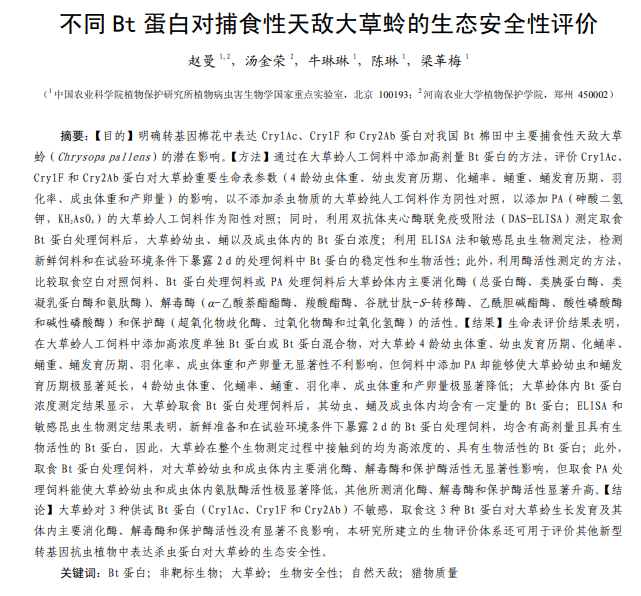 不同 Bt 蛋白对捕食性天敌大草蛉的生态安全性评价
赵曼 1,2，汤金荣 2，牛琳琳 1，陈琳 1，梁革梅 1
（1 中国农业科学院植物保护研究所植物病虫害生物学国家重点实验室，北京 100193；2 河南农业大学植物保护学院，郑州 450002）
摘要：【目的】明确转基因棉花中表达 Cry1Ac、Cry1F 和 Cry2Ab 蛋白对我国 Bt 棉田中主要捕食性天敌大草
蛉（Chrysopa pallens）的潜在影响。【方法】通过在大草蛉人工饲料中添加高剂量 Bt 蛋白的方法，评价 Cry1Ac、
Cry1F 和 Cry2Ab 蛋白对大草蛉重要生命表参数（4 龄幼虫体重、幼虫发育历期、化蛹率、蛹重、蛹发育历期、羽
化率、成虫体重和产卵量）的影响，以不添加杀虫物质的大草蛉纯人工饲料作为阴性对照，以添加 PA（砷酸二氢
钾，KH2AsO4）的大草蛉人工饲料作为阳性对照；同时，利用双抗体夹心酶联免疫吸附法（DAS-ELISA）测定取食
Bt 蛋白处理饲料后，大草蛉幼虫、蛹以及成虫体内的 Bt 蛋白浓度；利用 ELISA 法和敏感昆虫生物测定法，检测
新鲜饲料和在试验环境条件下暴露 2 d 的处理饲料中 Bt 蛋白的稳定性和生物活性；此外，利用酶活性测定的方法，
比较取食空白对照饲料、Bt 蛋白处理饲料或 PA 处理饲料后大草蛉体内主要消化酶（总蛋白酶、类胰蛋白酶、类
凝乳蛋白酶和氨肽酶）、解毒酶（α-乙酸萘酯酯酶、羧酸酯酶、谷胱甘肽-S-转移酶、乙酰胆碱酯酶、酸性磷酸酶
和碱性磷酸酶）和保护酶（超氧化物歧化酶、过氧化物酶和过氧化氢酶）的活性。【结果】生命表评价结果表明，
在大草蛉人工饲料中添加高浓度单独 Bt 蛋白或 Bt 蛋白混合物，对大草蛉 4 龄幼虫体重、幼虫发育历期、化蛹率、
蛹重、蛹发育历期、羽化率、成虫体重和产卵量无显著性不利影响，但饲料中添加 PA 却能够使大草蛉幼虫和蛹发
育历期极显著延长，4 龄幼虫体重、化蛹率、蛹重、羽化率、成虫体重和产卵量极显著降低；大草蛉体内 Bt 蛋白
浓度测定结果显示，大草蛉取食 Bt 蛋白处理饲料后，其幼虫、蛹及成虫体内均含有一定量的 Bt 蛋白；ELISA 和
敏感昆虫生物测定结果表明，新鲜准备和在试验环境条件下暴露 2 d 的 Bt 蛋白处理饲料，均含有高剂量且具有生
物活性的 Bt 蛋白，因此，大草蛉在整个生物测定过程中接触到的均为高浓度的、具有生物活性的 Bt 蛋白；此外，
取食 Bt 蛋白处理饲料，对大草蛉幼虫和成虫体内主要消化酶、解毒酶和保护酶活性无显著性影响，但取食 PA 处
理饲料能使大草蛉幼虫和成虫体内氨肽酶活性极显著降低，其他所测消化酶、解毒酶和保护酶活性显著升高。【结
论】大草蛉对 3 种供试 Bt 蛋白（Cry1Ac、Cry1F 和 Cry2Ab）不敏感，取食这 3 种 Bt 蛋白对大草蛉生长发育及其
体内主要消化酶、解毒酶和保护酶活性没有显著不良影响，本研究所建立的生物评价体系还可用于评价其他新型
转基因抗虫植物中表达杀虫蛋白对大草蛉的生态安全性。
关键词：Bt 蛋白；非靶标生物；大草蛉；生物安全性；自然天敌；猎物质量